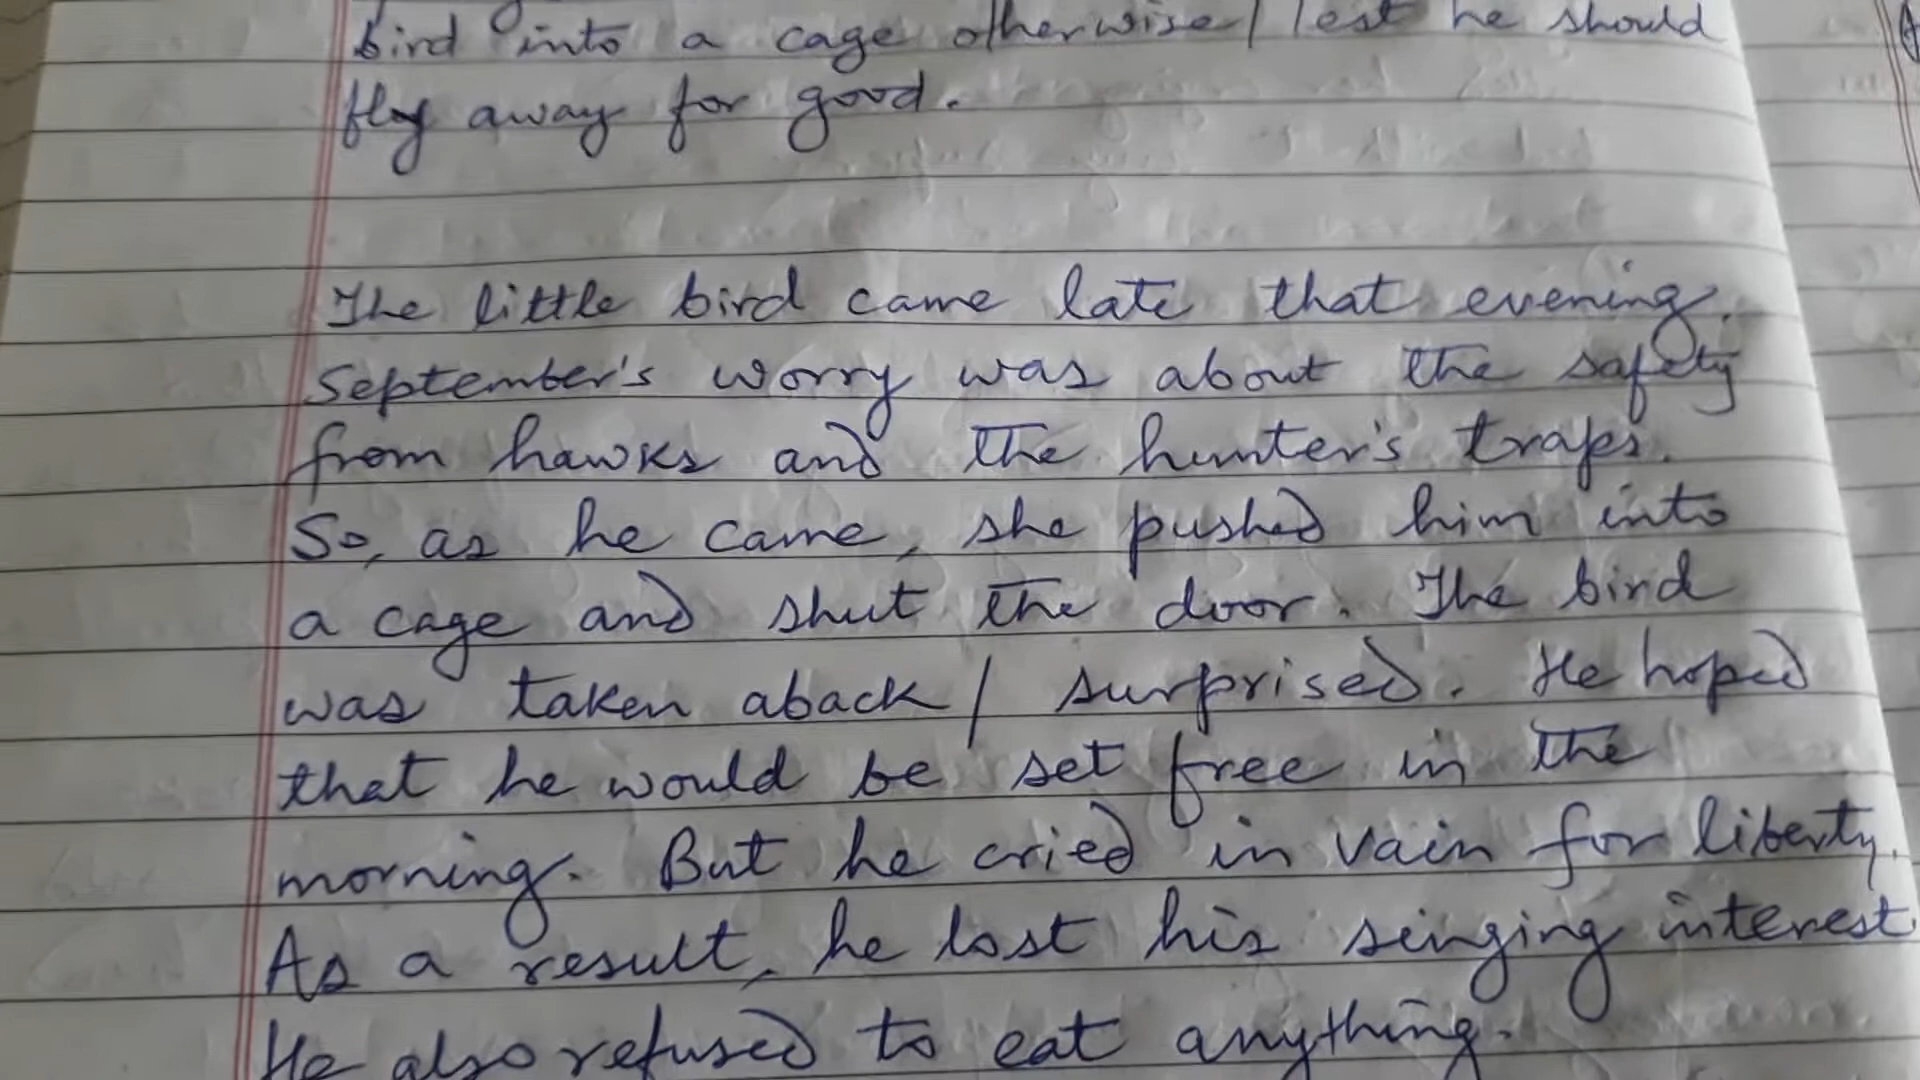 bird into a cage otherwise / lest he should
fly away for good.
The little bird came late that evening.
September's worry was about the safety
from hawks and the hunter's traps.
So, as he came, she pushed him into
a cage and shut the door. The bird
was taken aback / surprised. He hoped
that he would be set free in the
morning. But he cried in vain for liberty.
As a result, he lost his singing interest
He also refused to eat anything.